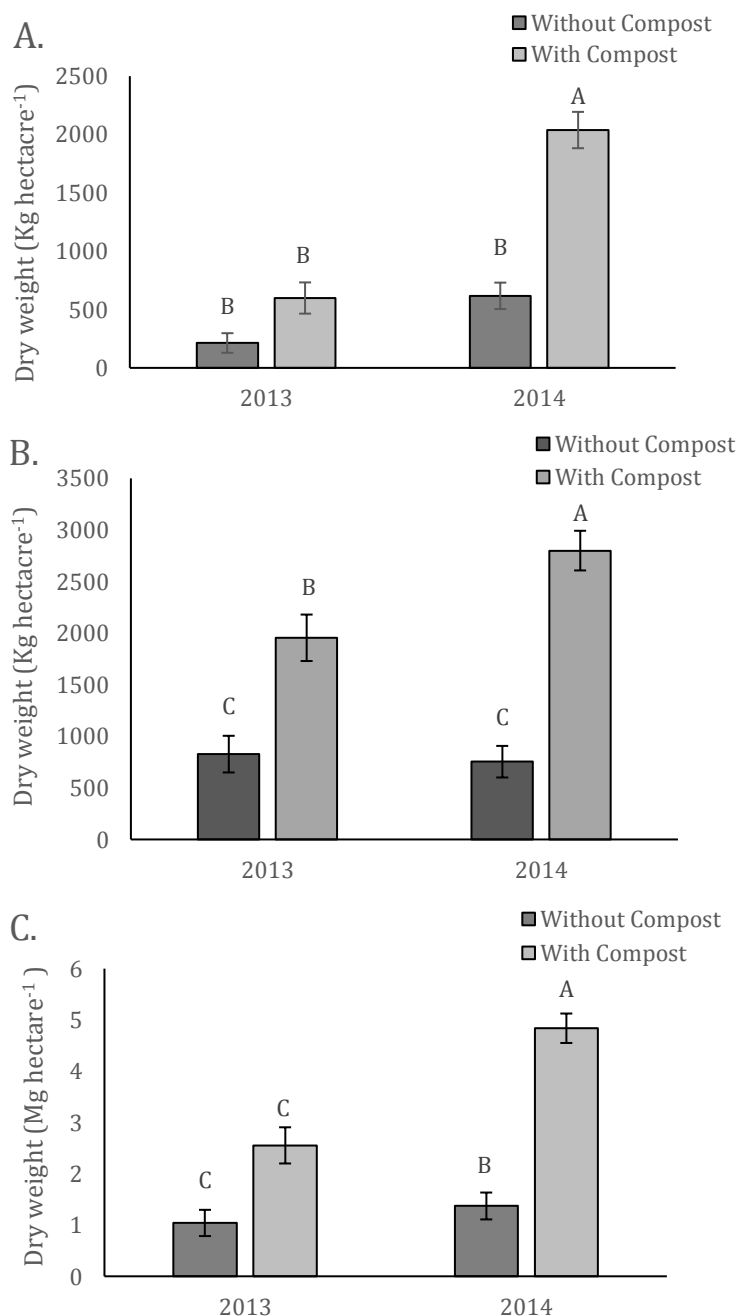 A.
Without Compost
With Compost
Dry weight (Kg hectacre⁻¹)
2500
2000
1500
1000
500
0
B
B
B
A
2013
2014
B.
Without Compost
With Compost
Dry weight (Kg hectacre⁻¹)
3500
3000
2500
2000
1500
1000
500
0
C
B
C
A
2013
2014
C.
Without Compost
With Compost
Dry weight (Mg hectare⁻¹)
6
5
4
3
2
1
0
C
C
B
A
2013
2014